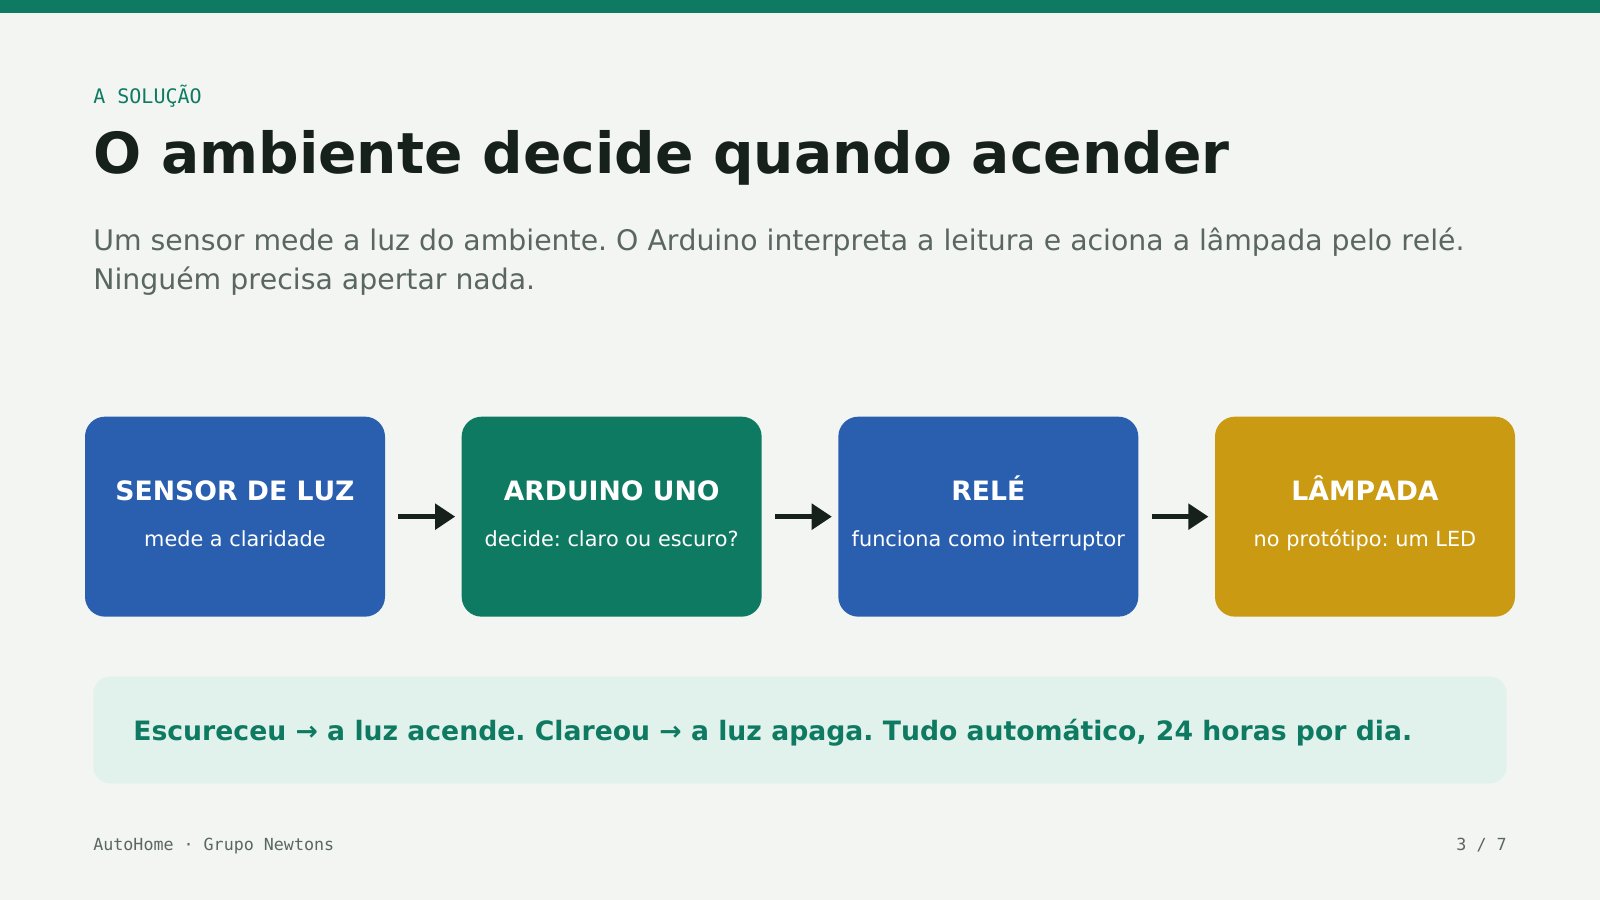 A SOLUÇÃO
O ambiente decide quando acender
Um sensor mede a luz do ambiente. O Arduino interpreta a leitura e aciona a lâmpada pelo relé.
Ninguém precisa apertar nada.
SENSOR DE LUZ
mede a claridade
ARDUINO UNO
decide: claro ou escuro?
RELÉ
funciona como interruptor
LÂMPADA
no protótipo: um LED
Escureceu → a luz acende. Clareou → a luz apaga. Tudo automático, 24 horas por dia.
AutoHome · Grupo Newtons
3 / 7